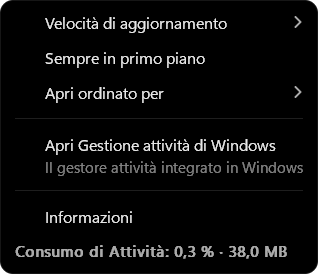 Velocità di aggiornamento
Sempre in primo piano
Apri ordinato per
Apri Gestione attività di Windows
Il gestore attività integrato in Windows
Informazioni
Consumo di Attività: 0,3 % · 38,0 MB